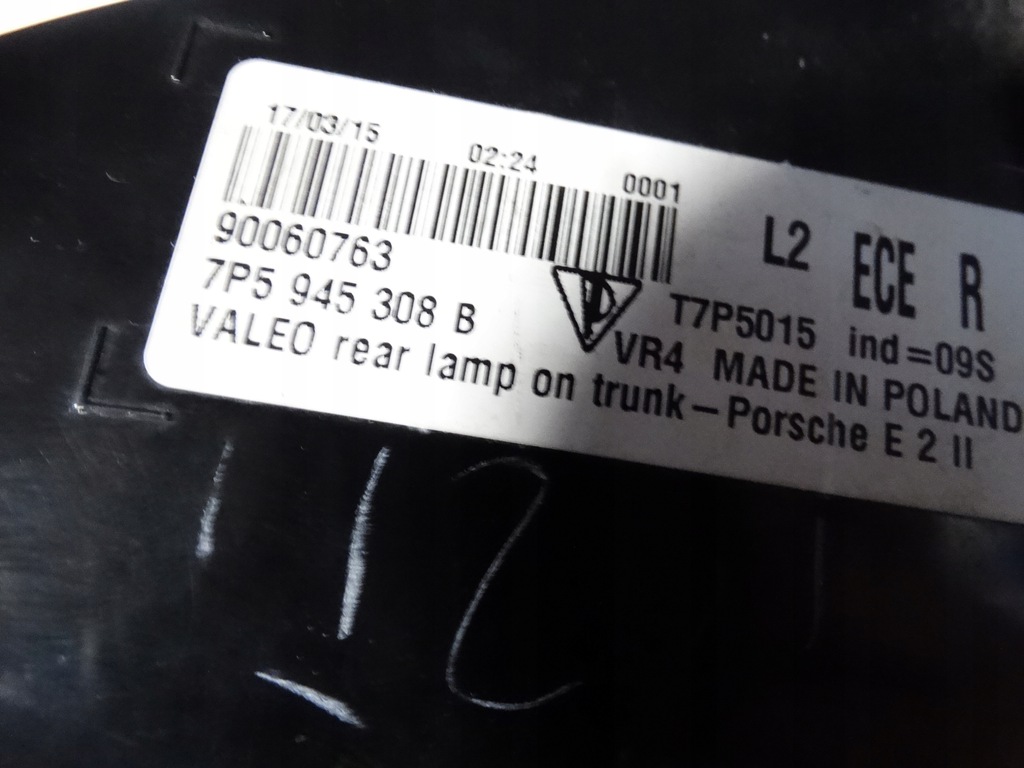 17/03/15 02:24 0001
90060763
7P5 945 308 B
L2 ECE R
T7P5015 ind=09S
VR4 MADE IN POLAND
VALEO rear lamp on trunk–Porsche E 2 II
112